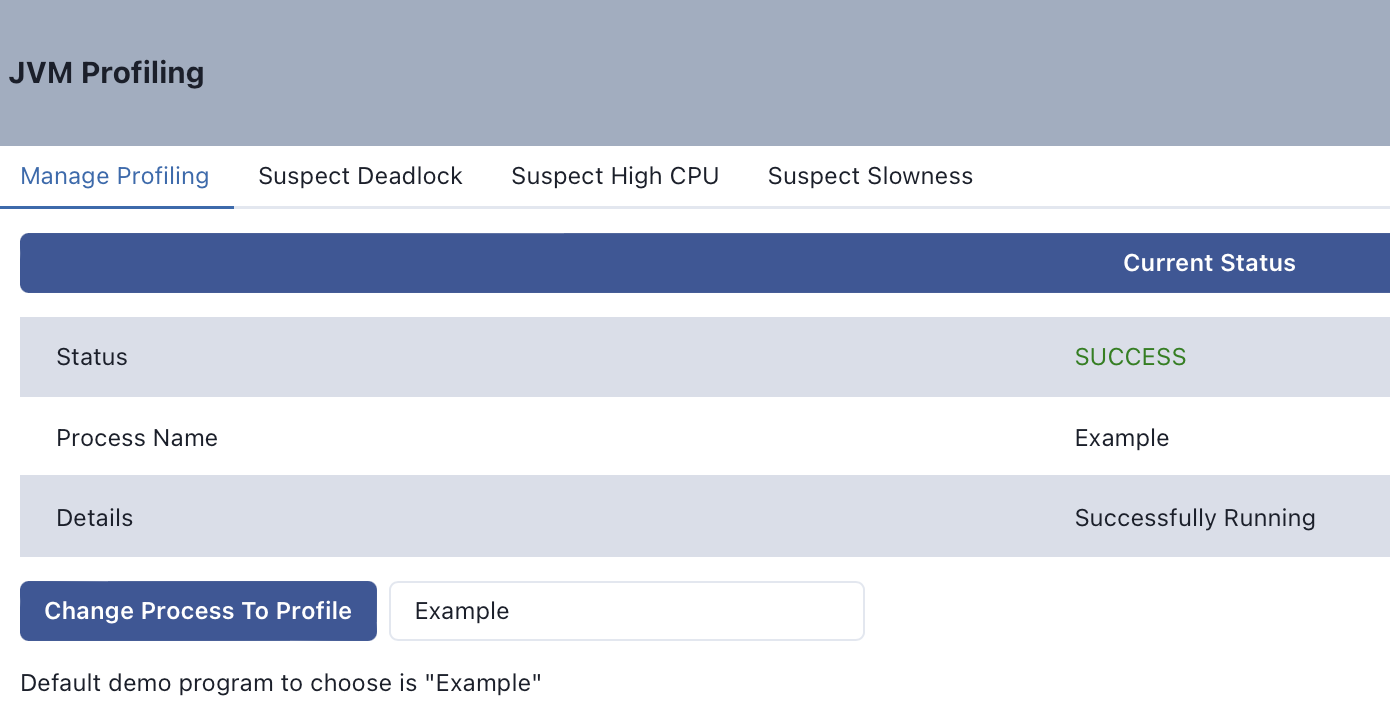 JVM Profiling
Manage Profiling Suspect Deadlock Suspect High CPU Suspect Slowness
Current Status
Status SUCCESS
Process Name Example
Details Successfully Running
Change Process To Profile Example
Default demo program to choose is "Example"